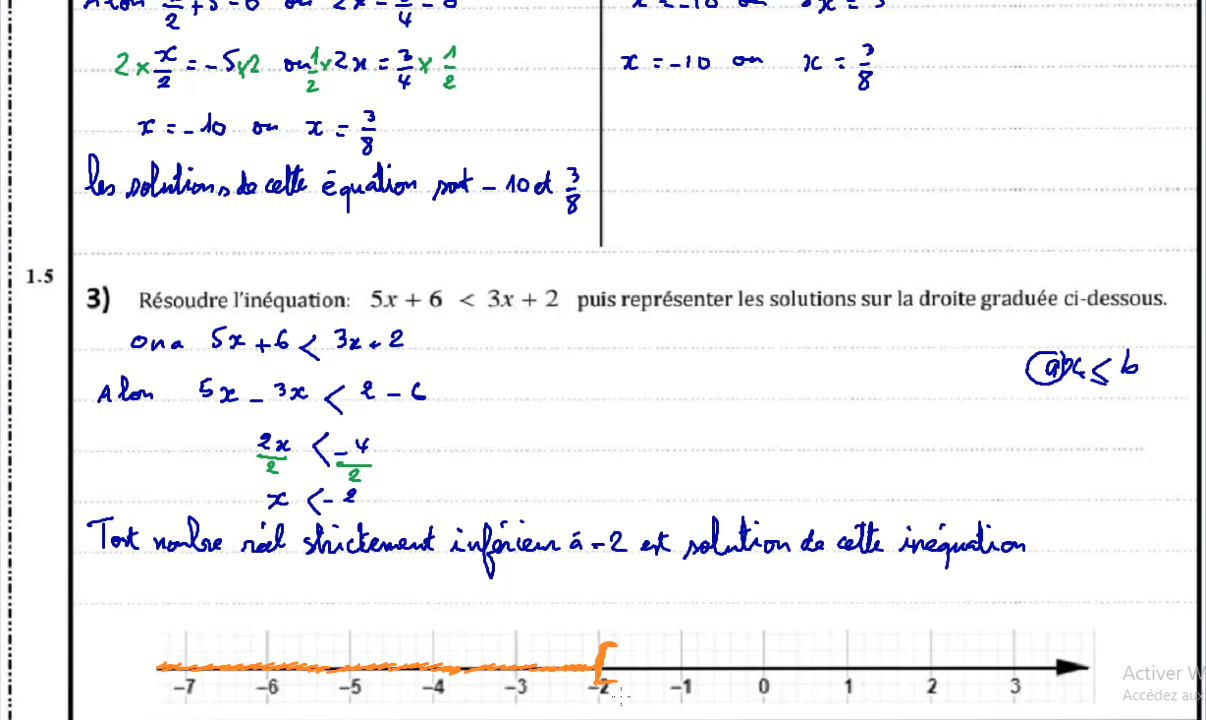 2 × x/2 = -5×2 ou 1/2 × 2x = 3/4 × 1/2
x = -10 ou x = 3/8
x = -10 ou x = 3/8
les solutions de cette équation sont -10 et 3/8
1.5
3) Résoudre l'inéquation: 5x + 6 < 3x + 2 puis représenter les solutions sur la droite graduée ci-dessous.
on a 5x + 6 < 3x + 2
Alors 5x - 3x < 2 - 6
ax ≤ b
2x/2 < -4/2
x < -2
Tout nombre réel strictement inférieur à -2 est solution de cette inéquation
-7 -6 -5 -4 -3 -2 -1 0 1 2 3
Activer W
Accédez aux